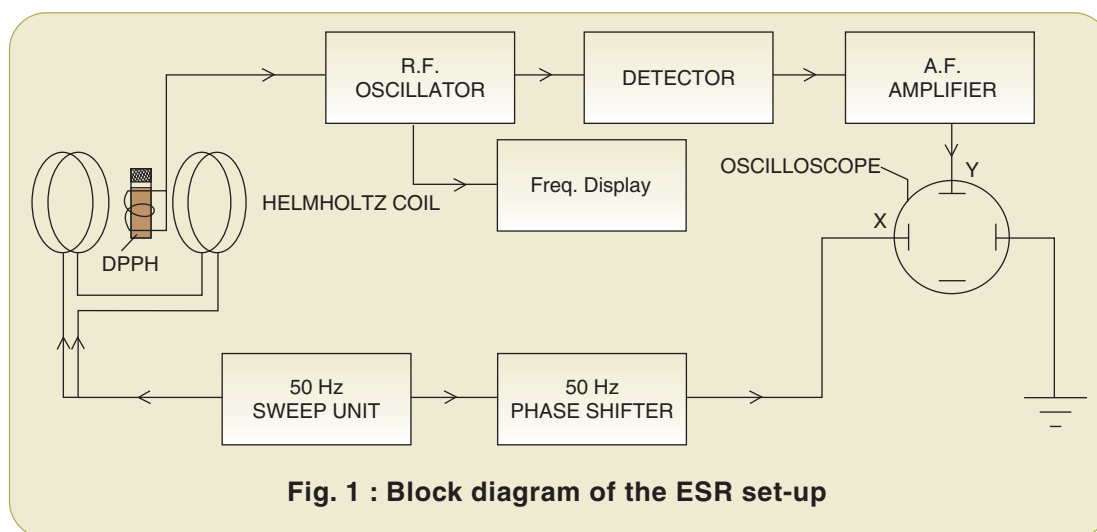 R.F.
OSCILLATOR
DETECTOR
A.F.
AMPLIFIER
Freq. Display
OSCILLOSCOPE
Y
X
HELMHOLTZ COIL
DPPH
50 Hz
SWEEP UNIT
50 Hz
PHASE SHIFTER
Fig. 1 : Block diagram of the ESR set-up